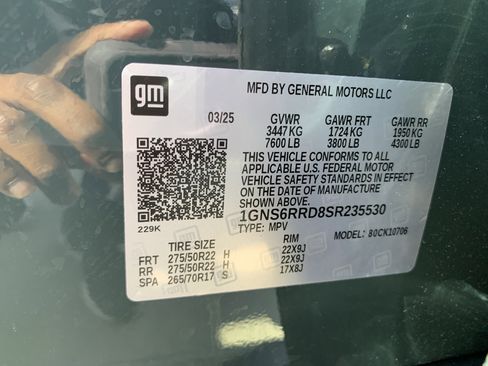 gm
MFD BY GENERAL MOTORS LLC
03/25 GVWR GAWR FRT GAWR RR
3447 KG 1724 KG 1950 KG
7600 LB 3800 LB 4300 LB
THIS VEHICLE CONFORMS TO ALL
APPLICABLE U.S. FEDERAL MOTOR
VEHICLE SAFETY STANDARDS IN EFFECT
ON THE DATE OF MANUFACTURE
SHOWN ABOVE.
1GNS6RRD8SR235530
229K TYPE: MPV MODEL: 80CK10706
TIRE SIZE RIM
FRT 275/50R22 H 22X9J
RR 275/50R22 H 22X9J
SPA 265/70R17 S 17X8J